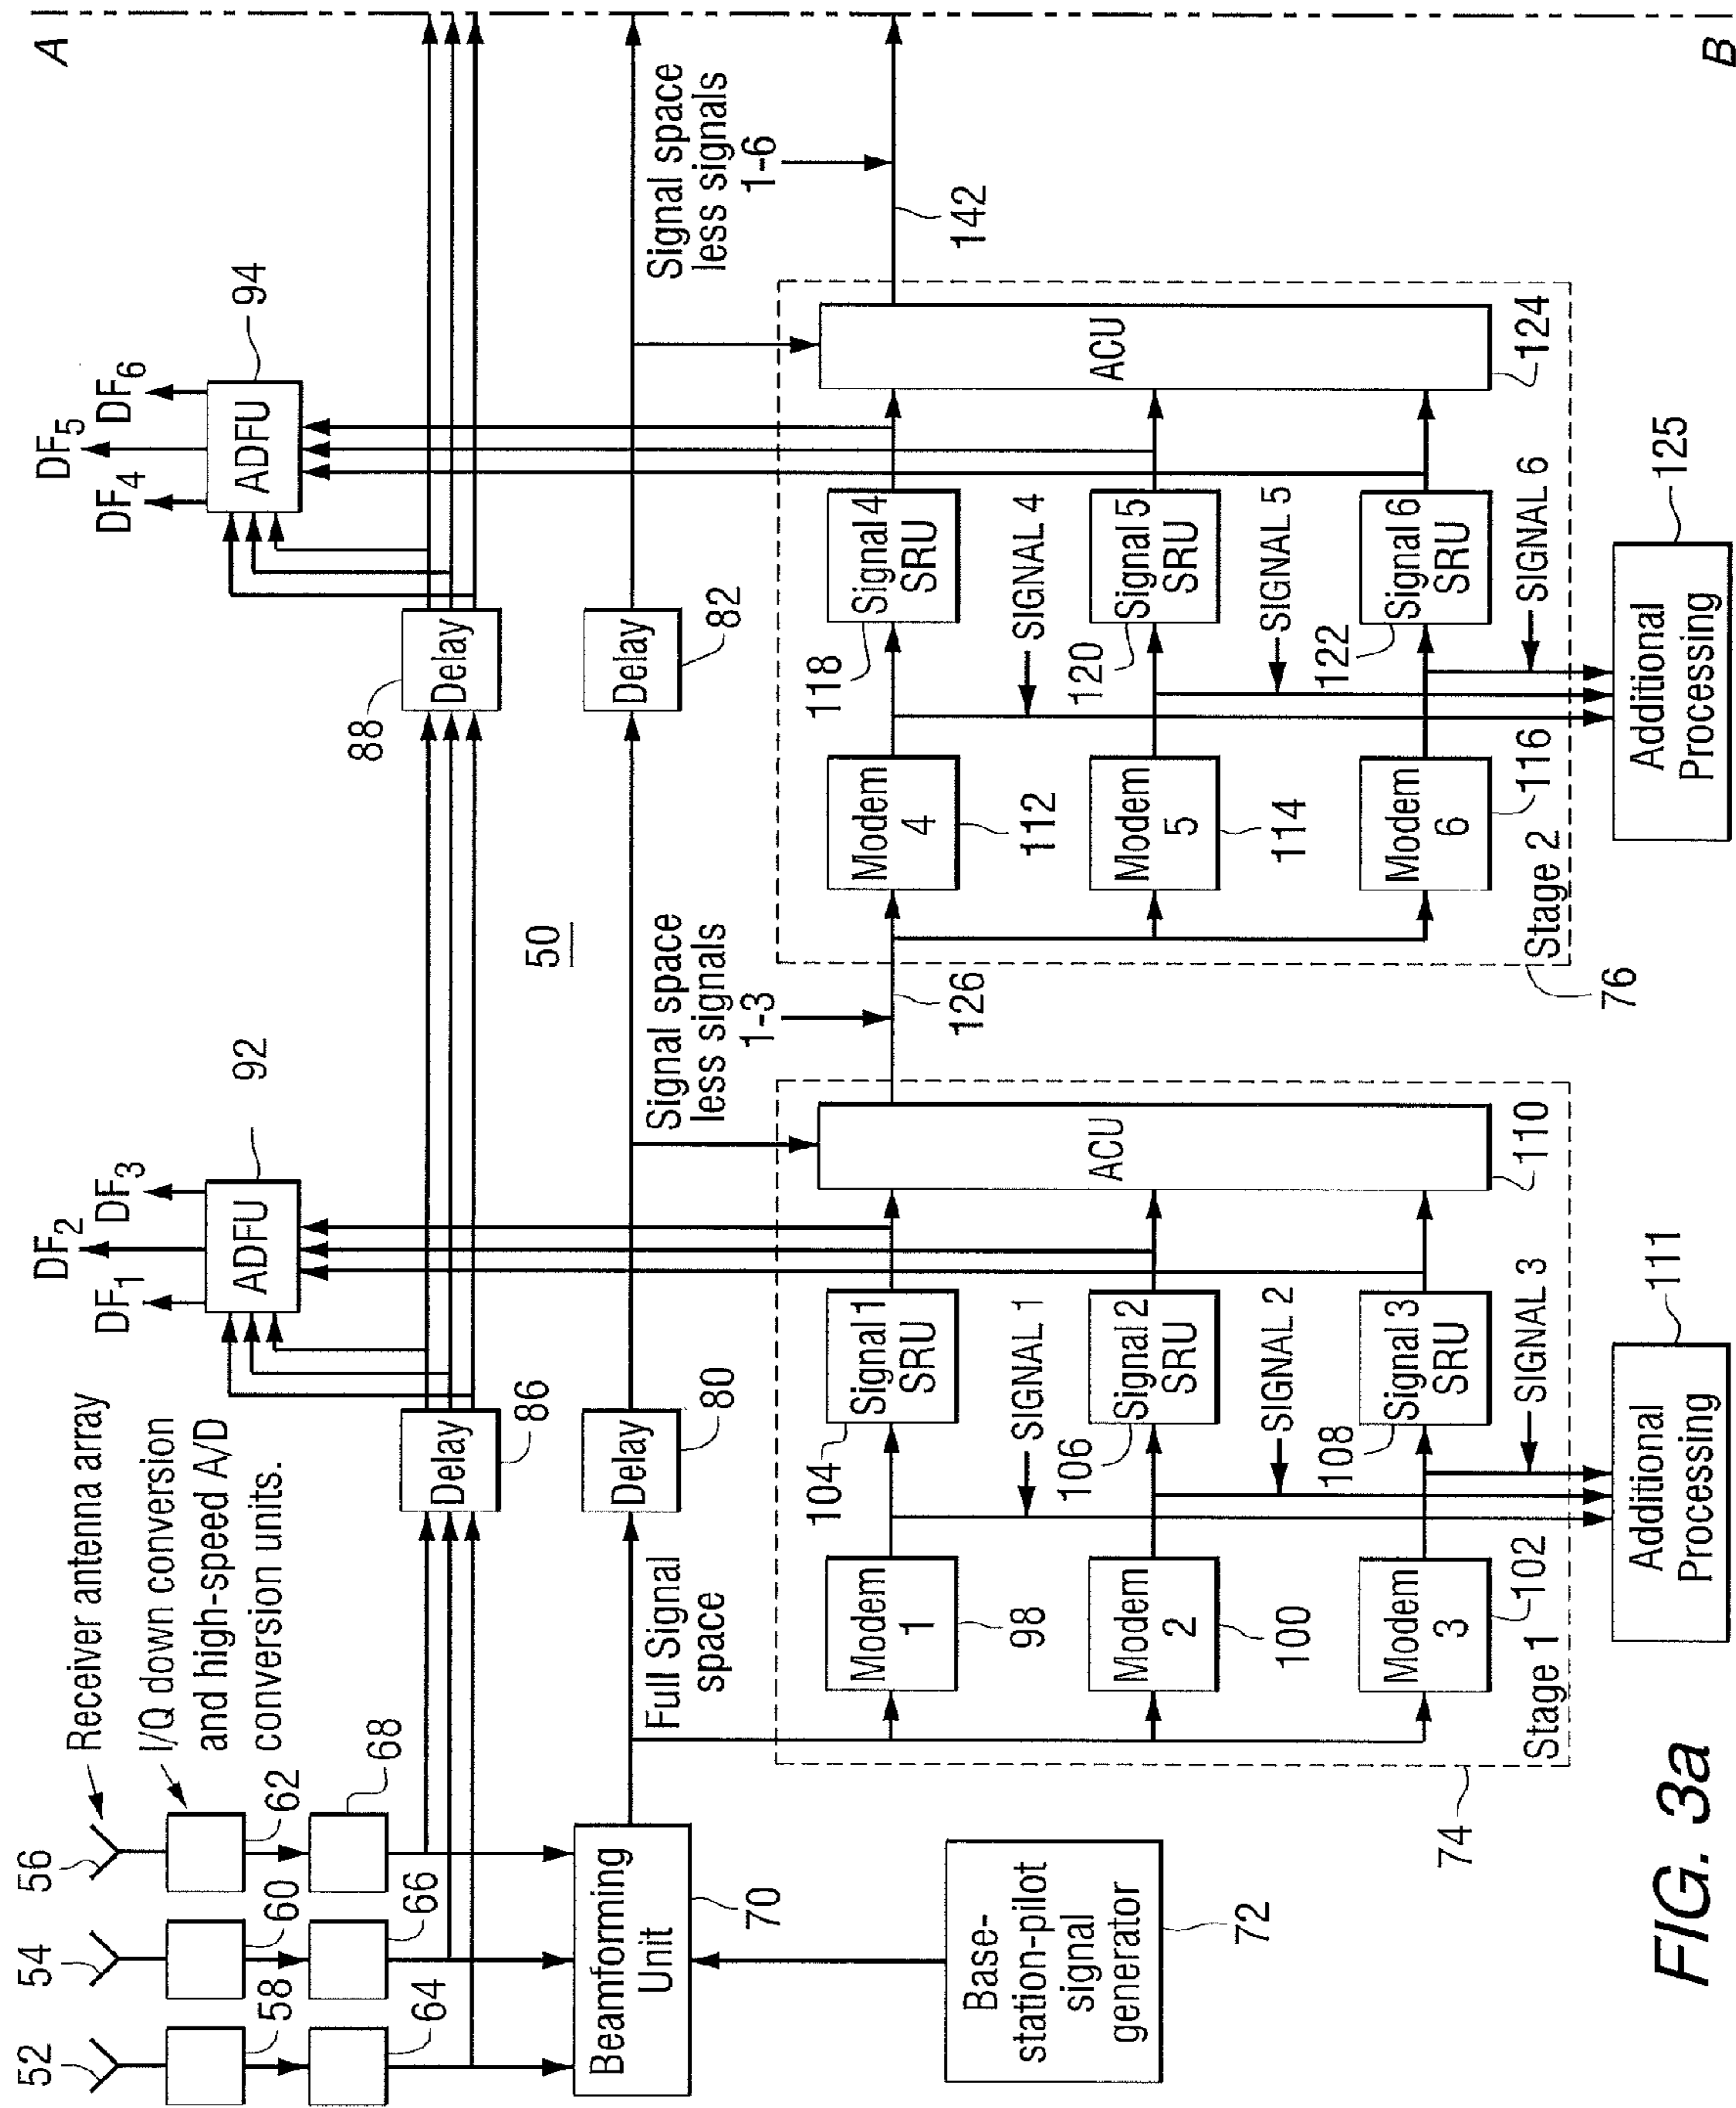 A
DF2
DF1
DF3
DF5
DF4
DF6
52
54
56
Receiver antenna array
92
94
ADFU
ADFU
58
60
62
I/Q down conversion
and high-speed A/D
conversion units.
64
66
68
Delay
86
88
Delay
50
Beamforming
Unit
70
Full Signal
space
Delay
80
Signal space
less signals
1-3
Delay
82
Signal space
less signals
1-6
Base-
station-pilot
signal
generator
72
104
118
Modem
1
98
Signal 1
SRU
126
Modem
4
112
Signal 4
SRU
142
SIGNAL 1
SIGNAL 4
106
120
Modem
2
100
Signal 2
SRU
ACU
Modem
5
114
Signal 5
SRU
ACU
SIGNAL 2
SIGNAL 5
108
122
Modem
3
102
Signal 3
SRU
110
Modem
6
116
Signal 6
SRU
124
74
Stage 1
SIGNAL 3
76
Stage 2
SIGNAL 6
Additional
Processing
111
Additional
Processing
125
FIG. 3a
B